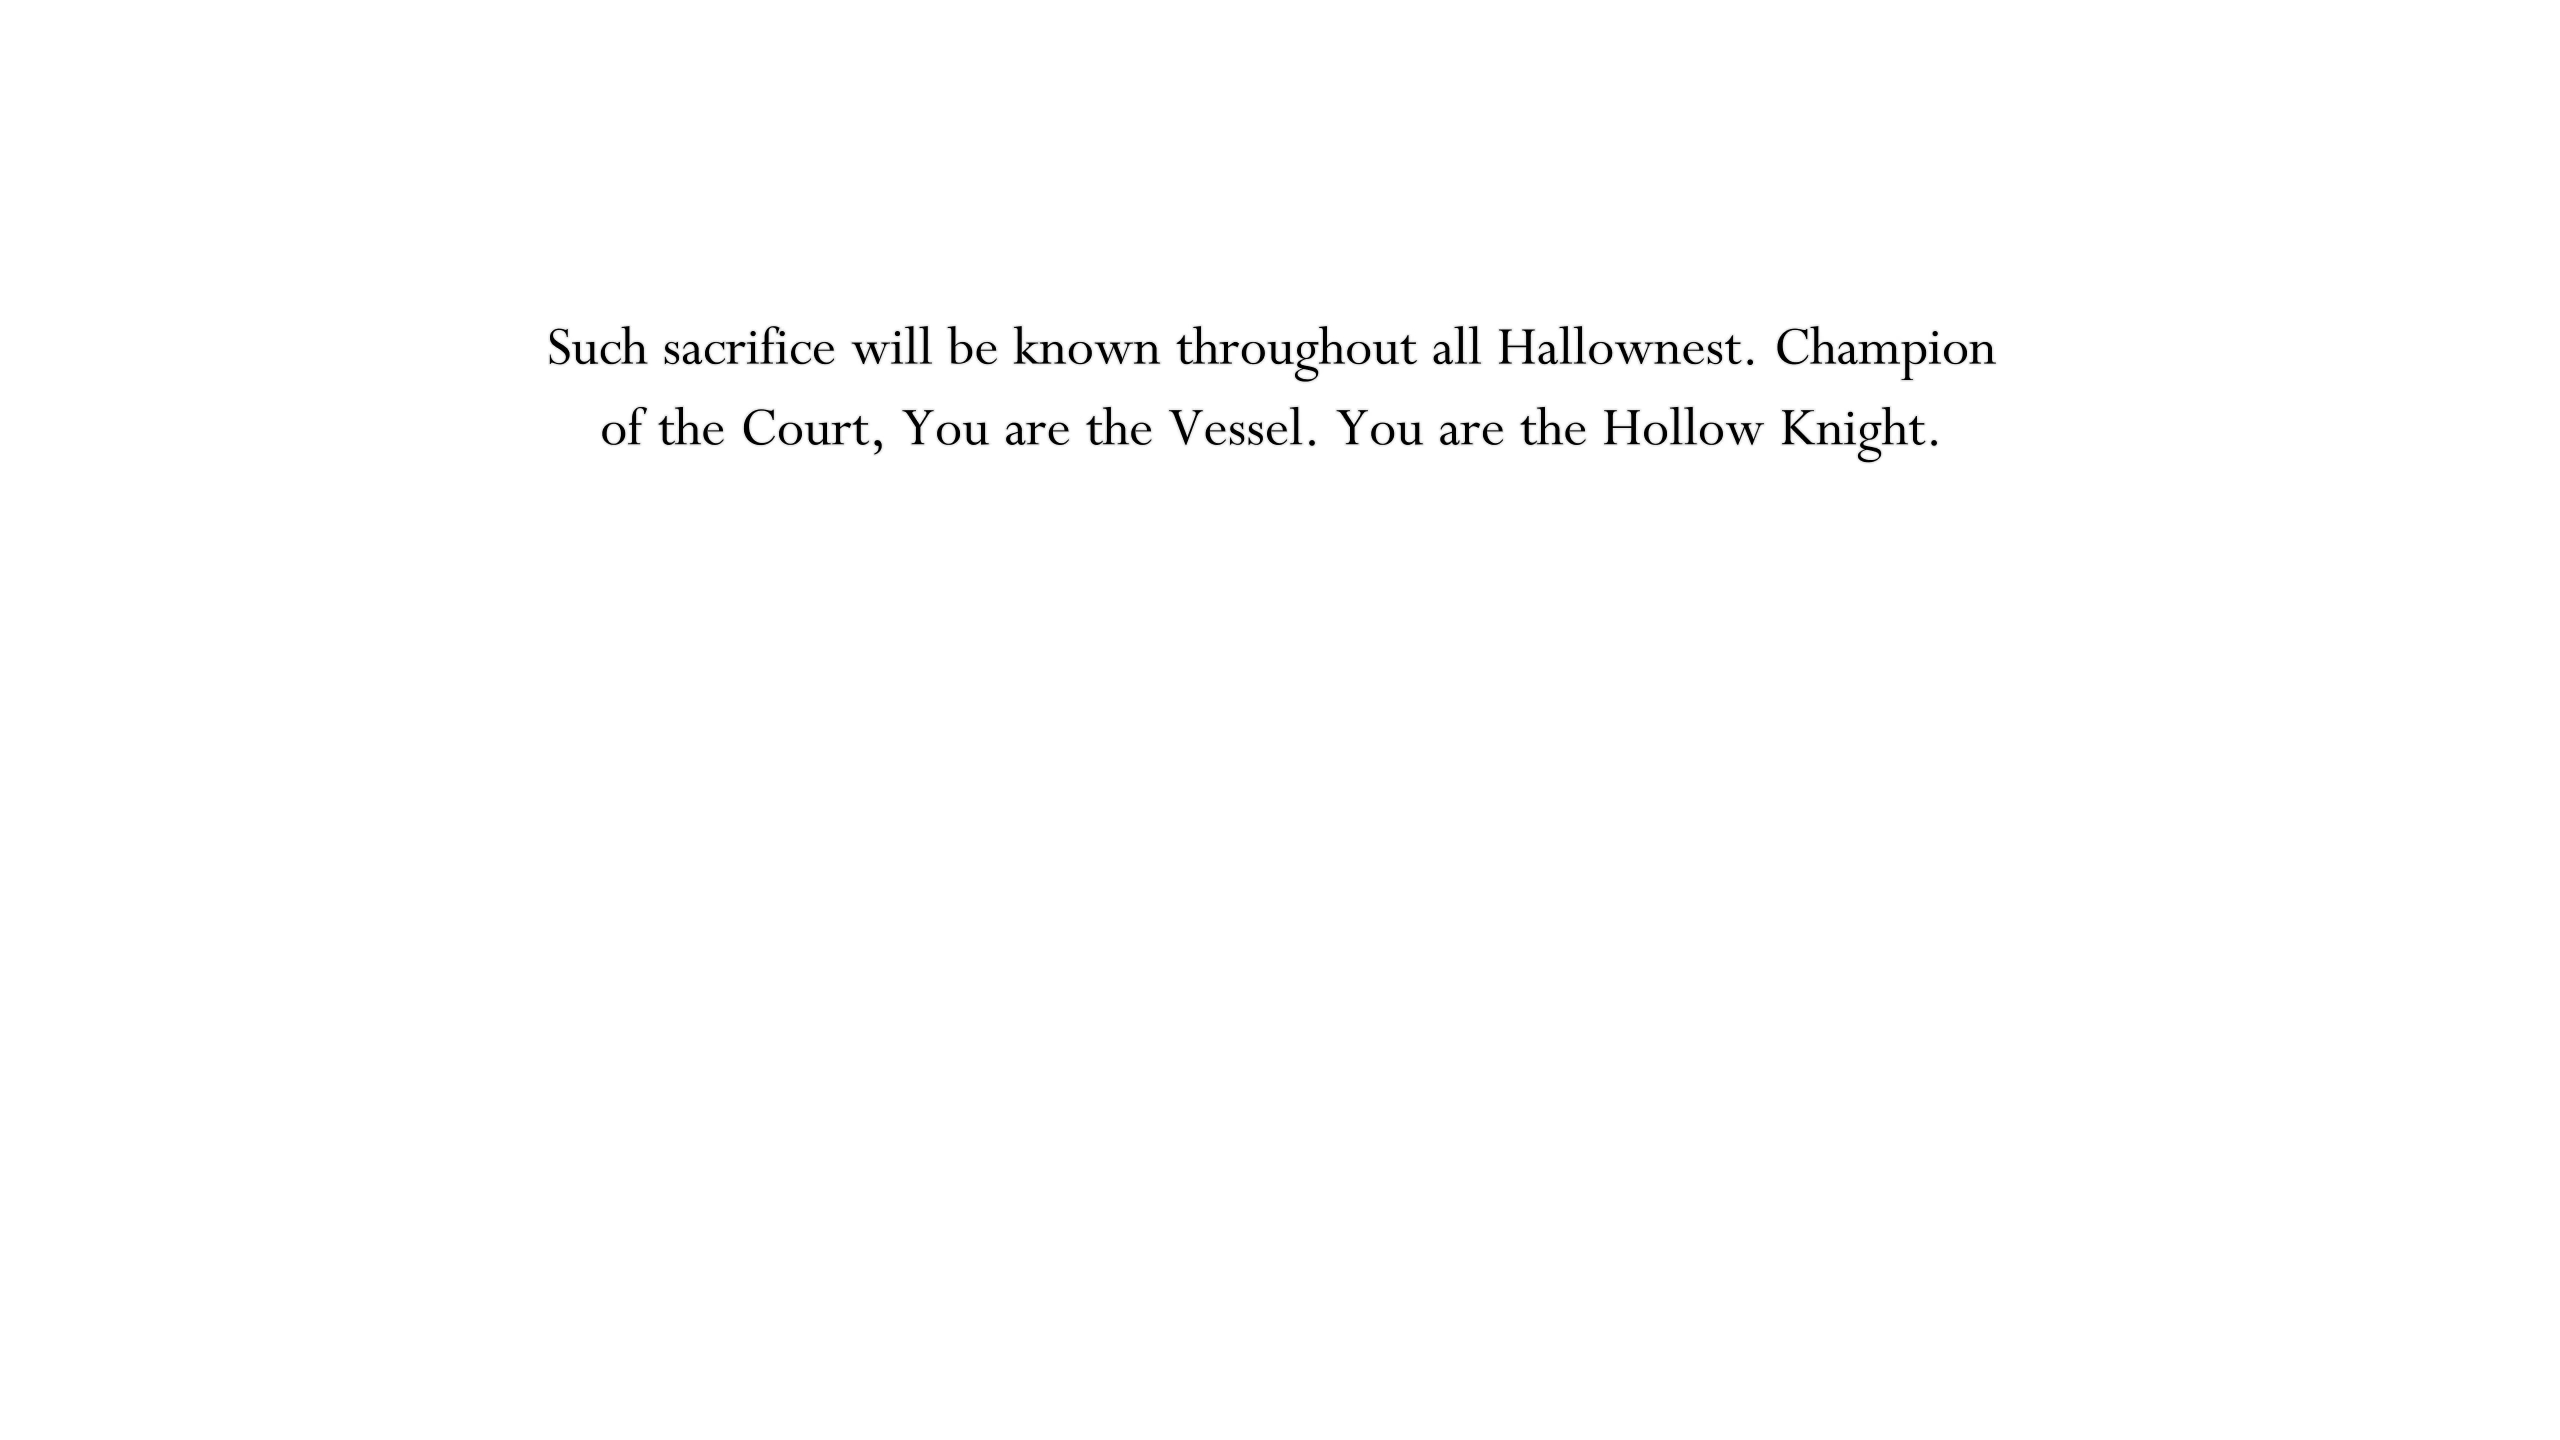 Such sacrifice will be known throughout all Hallownest. Champion
of the Court, You are the Vessel. You are the Hollow Knight.